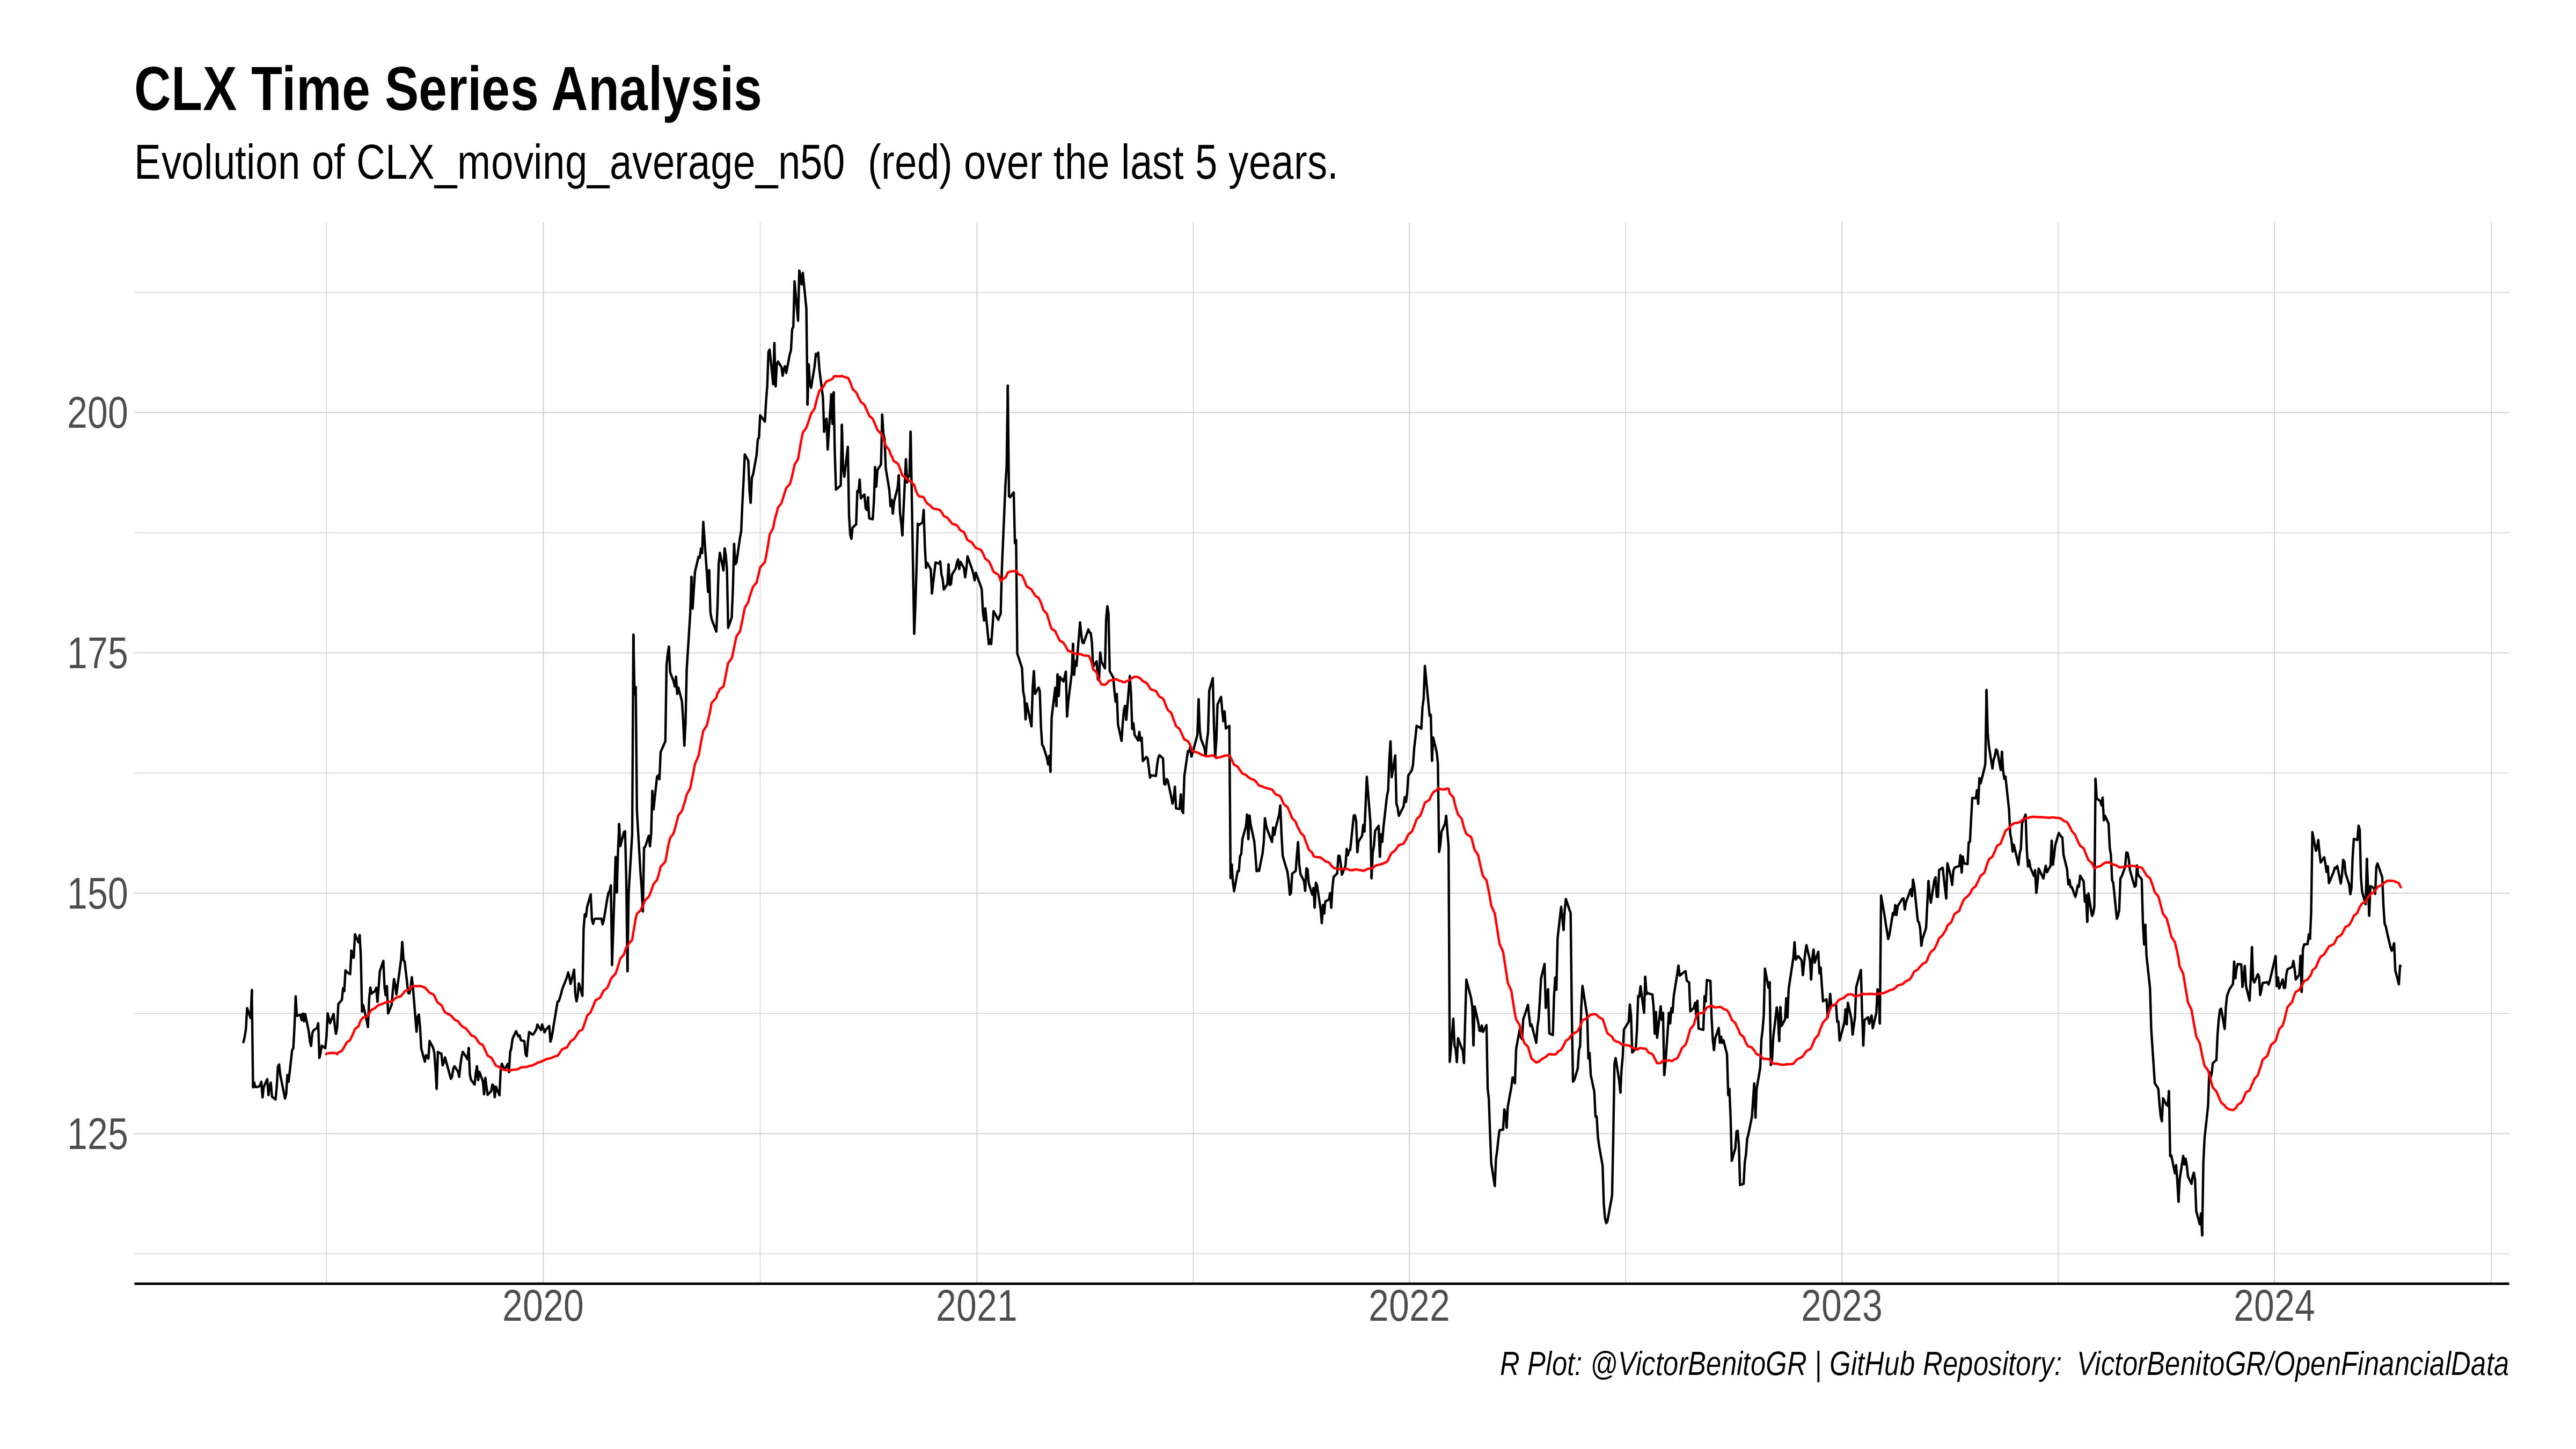 CLX Time Series Analysis
Evolution of CLX_moving_average_n50  (red) over the last 5 years.
200
175
150
125
2020 2021 2022 2023 2024
R Plot: @VictorBenitoGR | GitHub Repository:  VictorBenitoGR/OpenFinancialData